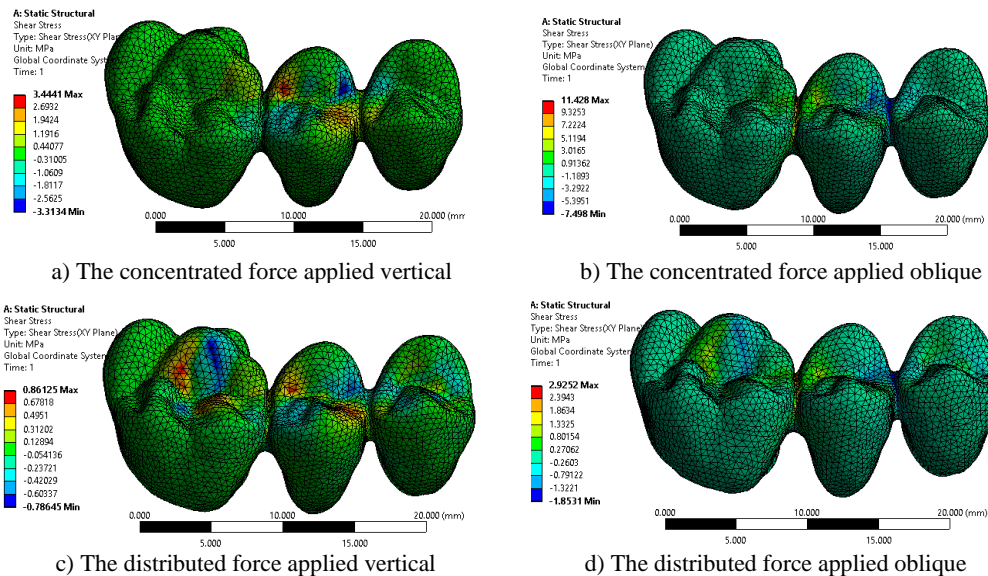 A: Static Structural
Shear Stress
Type: Shear Stress(XY Plane)
Unit: MPa
Global Coordinate System
Time: 1
3.4441 Max
2.6932
1.9424
1.1916
0.44077
-0.31005
-1.0609
-1.8117
-2.5625
-3.3134 Min
0.000 10.000 20.000 (mm)
5.000 15.000
a) The concentrated force applied vertical
A: Static Structural
Shear Stress
Type: Shear Stress(XY Plane)
Unit: MPa
Global Coordinate System
Time: 1
11.428 Max
9.3253
7.2224
5.1194
3.0165
0.91362
-1.1893
-3.2922
-5.3951
-7.498 Min
0.000 10.000 20.000 (mm)
5.000 15.000
b) The concentrated force applied oblique
A: Static Structural
Shear Stress
Type: Shear Stress(XY Plane)
Unit: MPa
Global Coordinate System
Time: 1
0.86125 Max
0.67818
0.4951
0.31202
0.12894
-0.054136
-0.23721
-0.42029
-0.60337
-0.78645 Min
0.000 10.000 20.000 (mm)
5.000 15.000
c) The distributed force applied vertical
A: Static Structural
Shear Stress
Type: Shear Stress(XY Plane)
Unit: MPa
Global Coordinate System
Time: 1
2.9252 Max
2.3943
1.8634
1.3325
0.80154
0.27062
-0.2603
-0.79122
-1.3221
-1.8531 Min
0.000 10.000 20.000 (mm)
5.000 15.000
d) The distributed force applied oblique